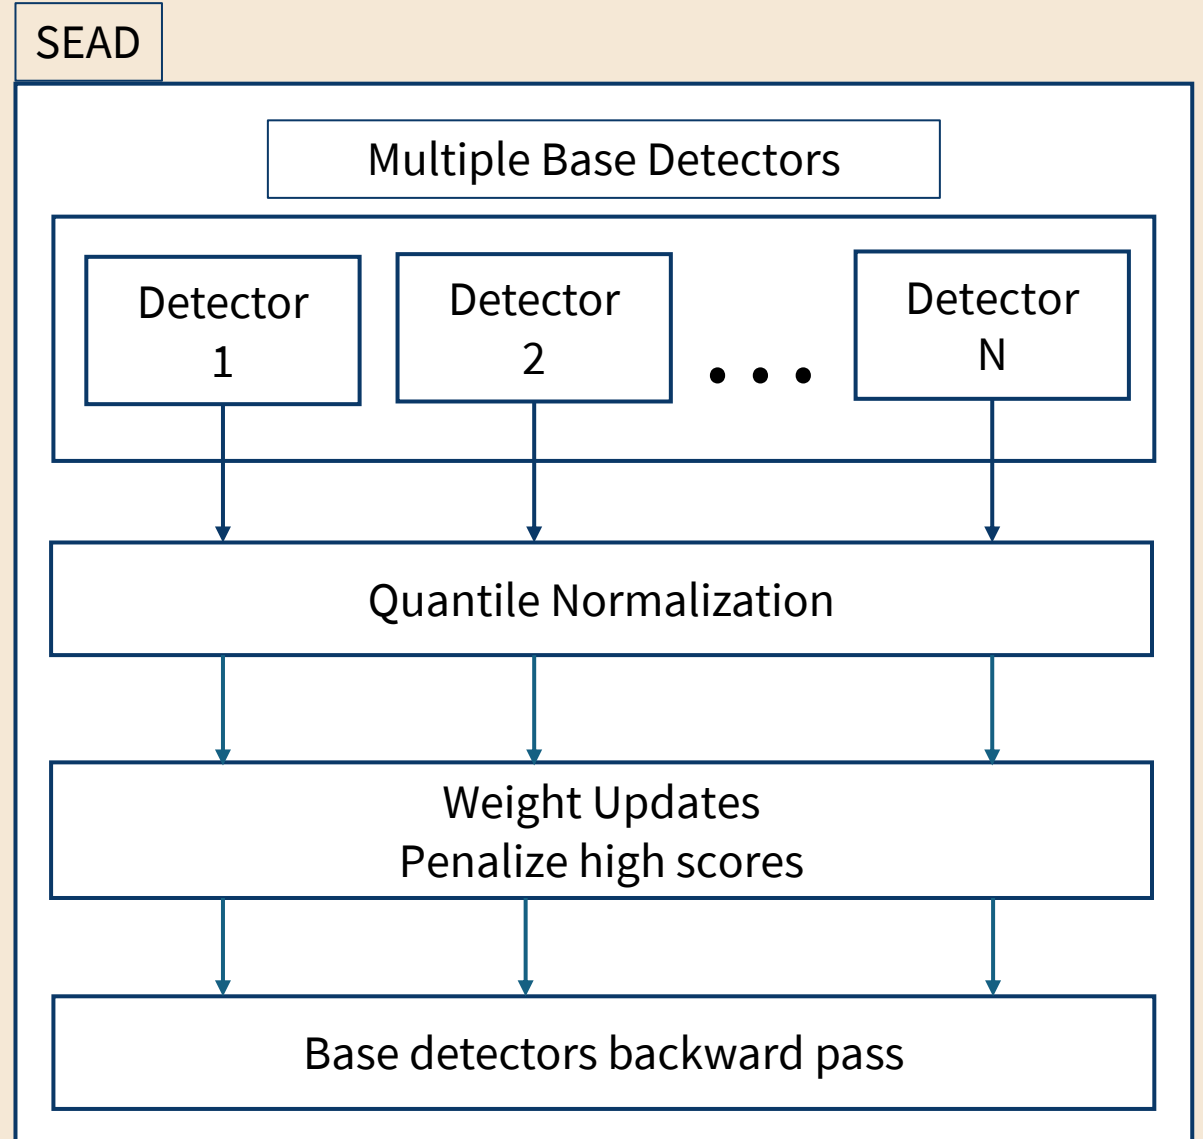 SEAD
Multiple Base Detectors
Detector
1
Detector
2
Detector
N
Quantile Normalization
Weight Updates
Penalize high scores
Base detectors backward pass